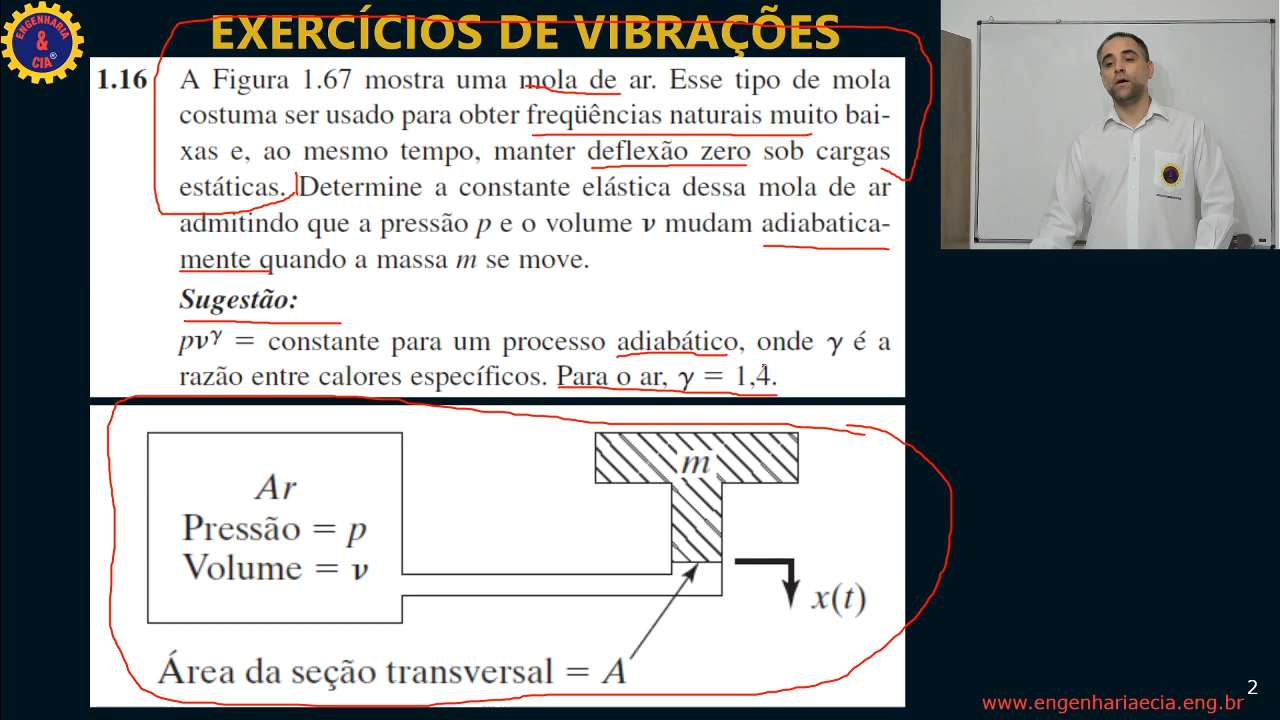 ENGENHARIA
&
CIA®
EXERCÍCIOS DE VIBRAÇÕES
1.16 A Figura 1.67 mostra uma mola de ar. Esse tipo de mola
costuma ser usado para obter freqüências naturais muito bai-
xas e, ao mesmo tempo, manter deflexão zero sob cargas
estáticas. Determine a constante elástica dessa mola de ar
admitindo que a pressão p e o volume v mudam adiabatica-
mente quando a massa m se move.
Sugestão:
pv^γ = constante para um processo adiabático, onde γ é a
razão entre calores específicos. Para o ar, γ = 1,4.
Ar
Pressão = p
Volume = v
m
x(t)
Área da seção transversal = A
2
www.engenhariaecia.eng.br